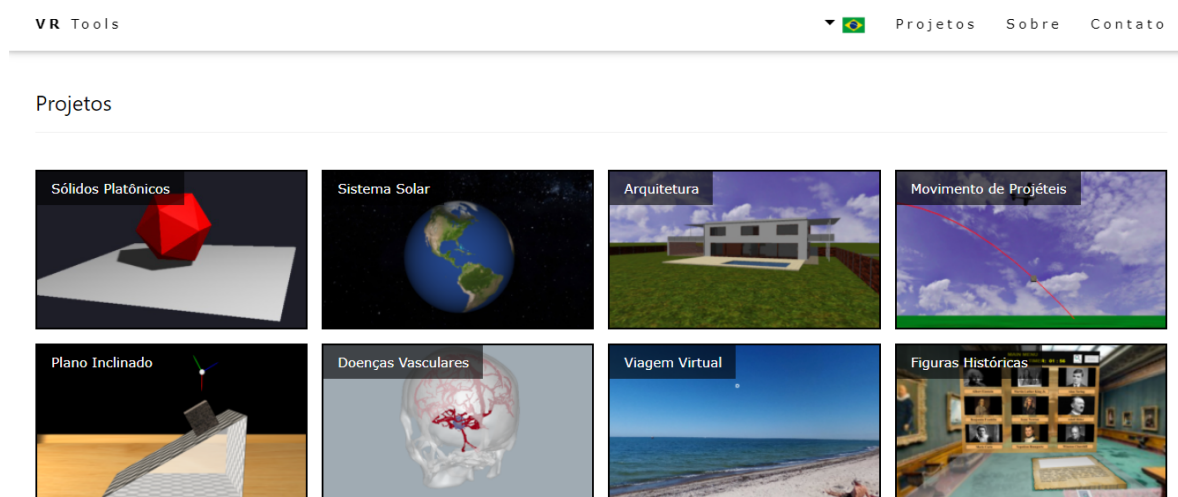 VR Tools
Projetos Sobre Contato
Projetos
Sólidos Platônicos
Sistema Solar
Arquitetura
Movimento de Projéteis
Plano Inclinado
Doenças Vasculares
Viagem Virtual
Figuras Históricas